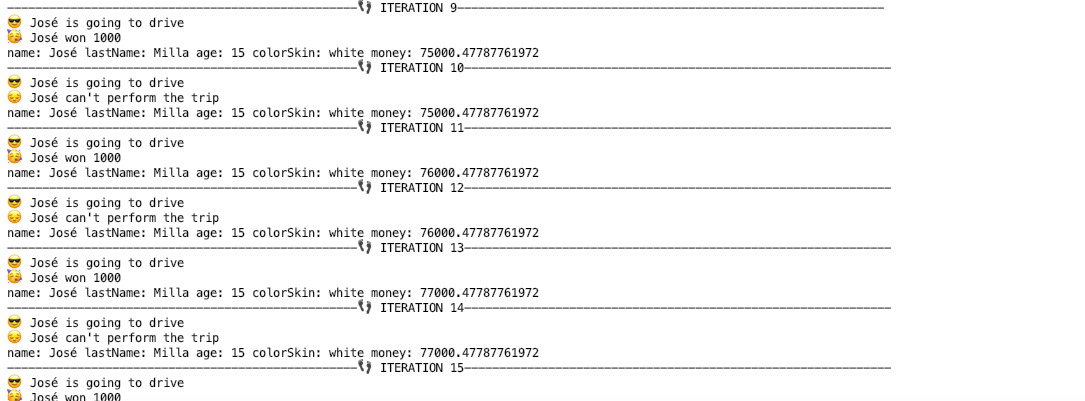 ————————————————————👣 ITERATION 9————————————————————
😎 José is going to drive
🥳 José won 1000
name: José lastName: Milla age: 15 colorSkin: white money: 75000.47787761972
————————————————————👣 ITERATION 10————————————————————
😎 José is going to drive
😔 José can't perform the trip
name: José lastName: Milla age: 15 colorSkin: white money: 75000.47787761972
————————————————————👣 ITERATION 11————————————————————
😎 José is going to drive
🥳 José won 1000
name: José lastName: Milla age: 15 colorSkin: white money: 76000.47787761972
————————————————————👣 ITERATION 12————————————————————
😎 José is going to drive
😔 José can't perform the trip
name: José lastName: Milla age: 15 colorSkin: white money: 76000.47787761972
————————————————————👣 ITERATION 13————————————————————
😎 José is going to drive
🥳 José won 1000
name: José lastName: Milla age: 15 colorSkin: white money: 77000.47787761972
————————————————————👣 ITERATION 14————————————————————
😎 José is going to drive
😔 José can't perform the trip
name: José lastName: Milla age: 15 colorSkin: white money: 77000.47787761972
————————————————————👣 ITERATION 15————————————————————
😎 José is going to drive
🥳 José won 1000